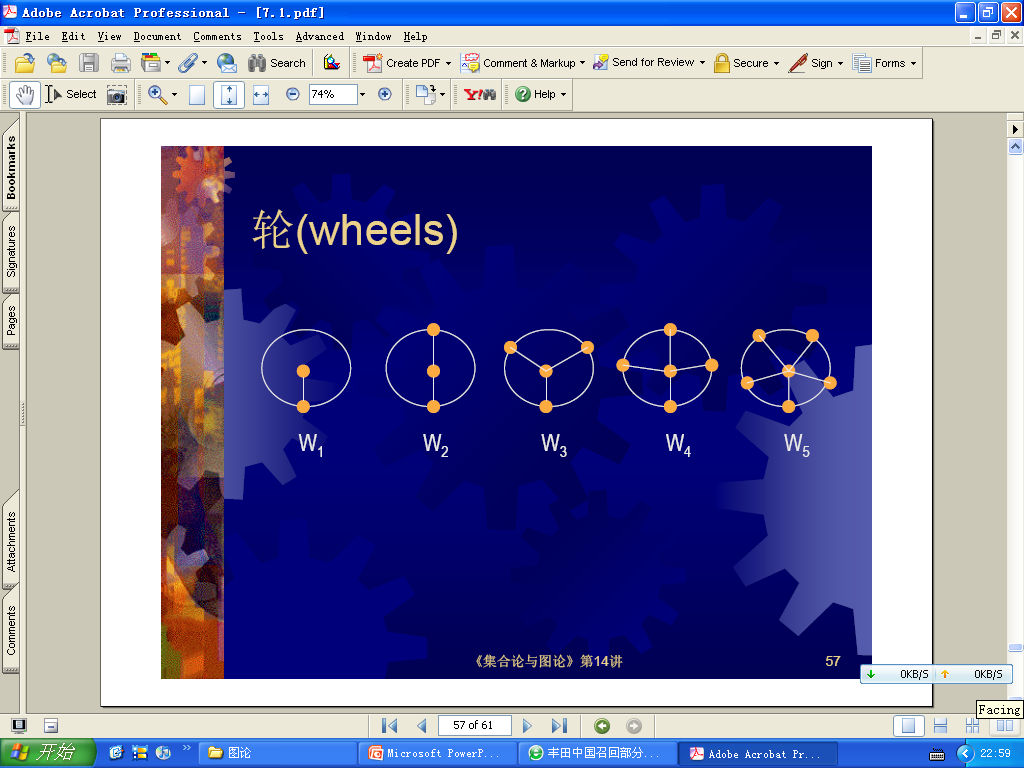 Adobe Acrobat Professional - [7.1.pdf]
File Edit View Document Comments Tools Advanced Window Help
Search Create PDF Comment & Markup Send for Review Secure Sign Forms
Select 74% Y! Help
Bookmarks
Signatures
Pages
Attachments
Comments
轮(wheels)
W1 W2 W3 W4 W5
《集合论与图论》第14讲 57
0KB/S 0KB/S
Facing
57 of 61
开始 图论 Microsoft PowerP... 丰田中国召回部分... Adobe Acrobat Pr... 22:59